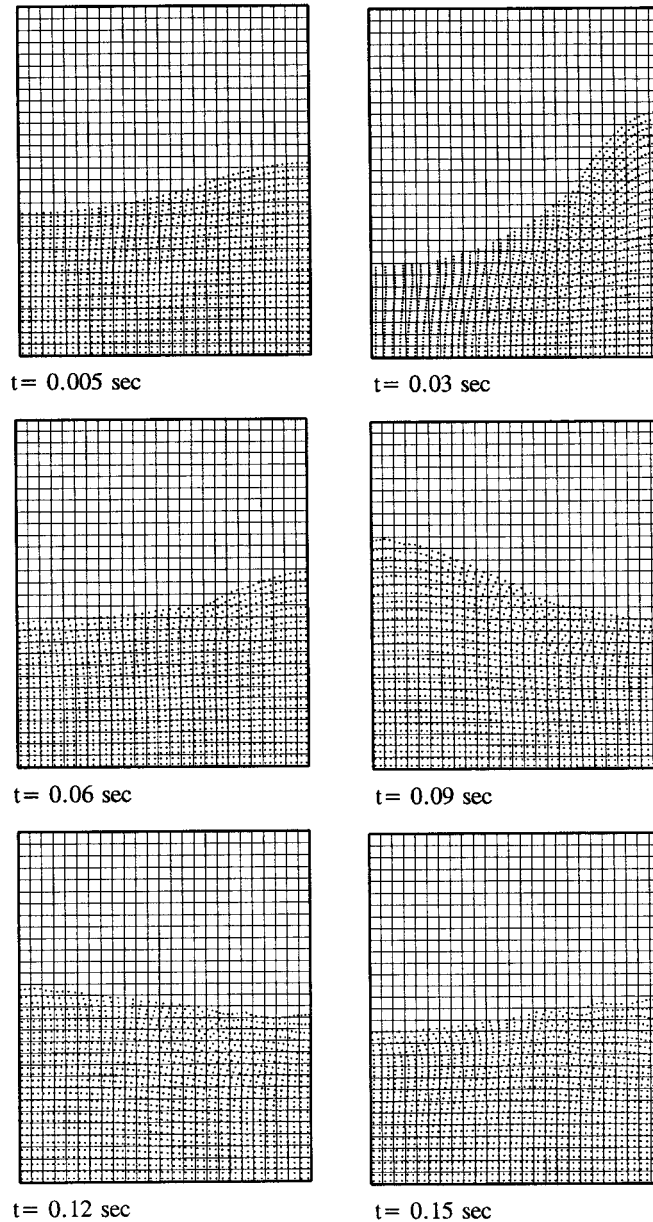 t= 0.005 sec
t= 0.03 sec
t= 0.06 sec
t= 0.09 sec
t= 0.12 sec
t= 0.15 sec